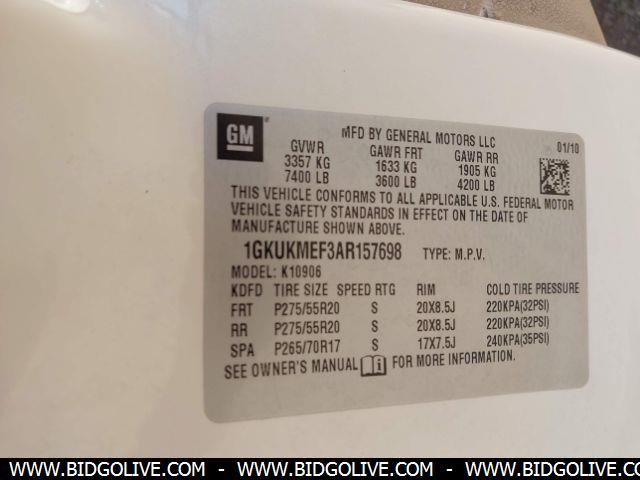 GM
MFD BY GENERAL MOTORS LLC 01/10
GVWR GAWR FRT GAWR RR
3357 KG 1633 KG 1905 KG
7400 LB 3600 LB 4200 LB
THIS VEHICLE CONFORMS TO ALL APPLICABLE U.S. FEDERAL MOTOR
VEHICLE SAFETY STANDARDS IN EFFECT ON THE DATE OF
MANUFACTURE SHOWN ABOVE.
1GKUKMEF3AR157698 TYPE: M.P.V.
MODEL: K10906
KDFD TIRE SIZE SPEED RTG RIM COLD TIRE PRESSURE
FRT P275/55R20 S 20X8.5J 220KPA(32PSI)
RR P275/55R20 S 20X8.5J 220KPA(32PSI)
SPA P265/70R17 S 17X7.5J 240KPA(35PSI)
SEE OWNER'S MANUAL FOR MORE INFORMATION.
WWW.BIDGOLIVE.COM - WWW.BIDGOLIVE.COM - WWW.BIDGOLIVE.COM